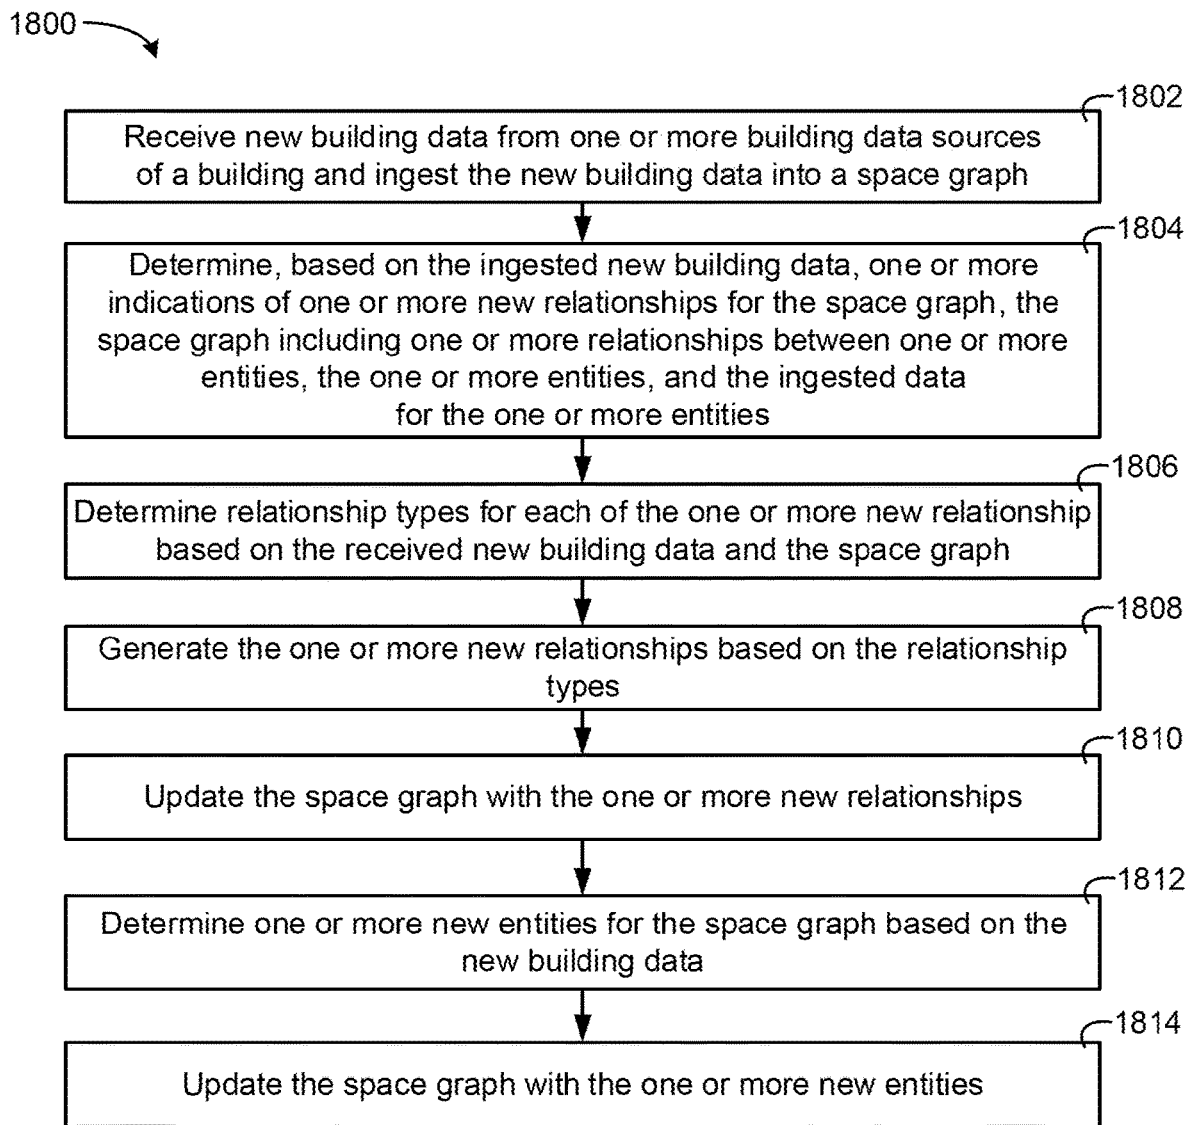 1800
1802
Receive new building data from one or more building data sources
of a building and ingest the new building data into a space graph
1804
Determine, based on the ingested new building data, one or more
indications of one or more new relationships for the space graph, the
space graph including one or more relationships between one or more
entities, the one or more entities, and the ingested data
for the one or more entities
1806
Determine relationship types for each of the one or more new relationship
based on the received new building data and the space graph
1808
Generate the one or more new relationships based on the relationship
types
1810
Update the space graph with the one or more new relationships
1812
Determine one or more new entities for the space graph based on the
new building data
1814
Update the space graph with the one or more new entities